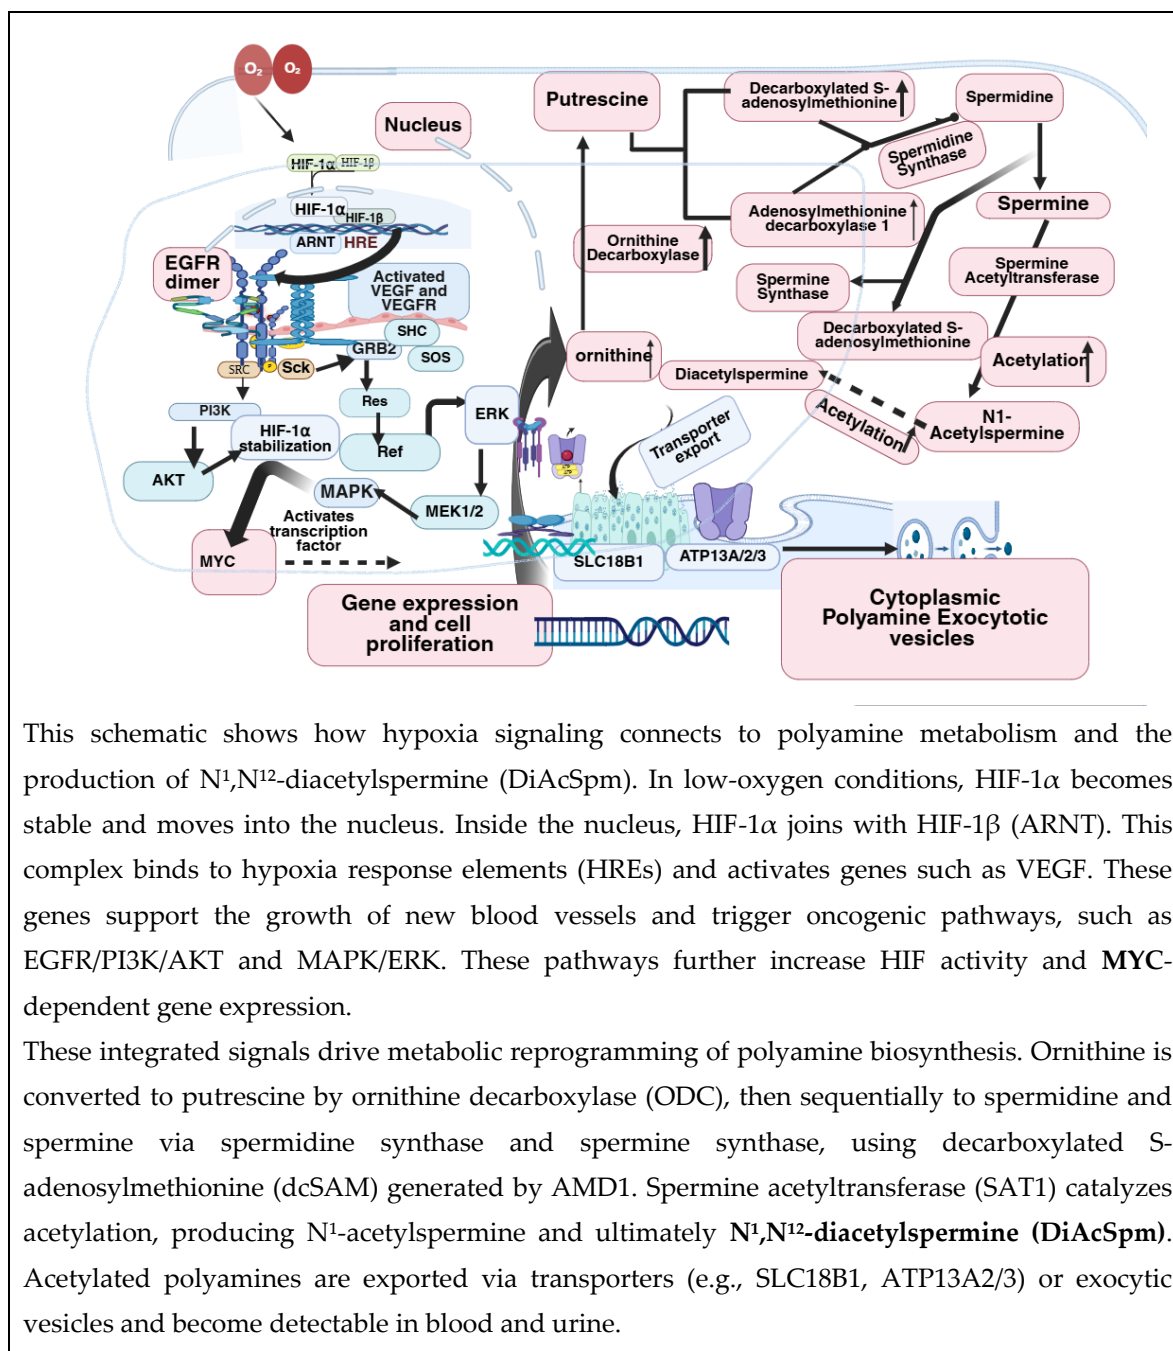 O₂ O₂
HIF-1α HIF-1β
Nucleus
HIF-1α
HIF-1β
ARNT HRE
EGFR
dimer
Activated
VEGF and
VEGFR
SHC
GRB2
SOS
SRC
Sck
PI3K
HIF-1α
stabilization
AKT
Res
Ref
ERK
MAPK
MEK1/2
MYC
Activates
transcription
factor
Gene expression
and cell
proliferation
Putrescine
Decarboxylated S-
adenosylmethionine
Spermidine
Spermidine
Synthase
Adenosylmethionine
decarboxylase 1
Ornithine
Decarboxylase
Spermine
Spermine
Acetyltransferase
Spermine
Synthase
Decarboxylated S-
adenosylmethionine
Acetylation
ornithine
Diacetylspermine
Acetylation
N1-
Acetylspermine
Transporter
export
SLC18B1
ATP13A/2/3
Cytoplasmic
Polyamine Exocytotic
vesicles
This schematic shows how hypoxia signaling connects to polyamine metabolism and the
production of N¹,N¹²-diacetylspermine (DiAcSpm). In low-oxygen conditions, HIF-1α becomes
stable and moves into the nucleus. Inside the nucleus, HIF-1α joins with HIF-1β (ARNT). This
complex binds to hypoxia response elements (HREs) and activates genes such as VEGF. These
genes support the growth of new blood vessels and trigger oncogenic pathways, such as
EGFR/PI3K/AKT and MAPK/ERK. These pathways further increase HIF activity and MYC-
dependent gene expression.
These integrated signals drive metabolic reprogramming of polyamine biosynthesis. Ornithine is
converted to putrescine by ornithine decarboxylase (ODC), then sequentially to spermidine and
spermine via spermidine synthase and spermine synthase, using decarboxylated S-
adenosylmethionine (dcSAM) generated by AMD1. Spermine acetyltransferase (SAT1) catalyzes
acetylation, producing N¹-acetylspermine and ultimately N¹,N¹²-diacetylspermine (DiAcSpm).
Acetylated polyamines are exported via transporters (e.g., SLC18B1, ATP13A2/3) or exocytic
vesicles and become detectable in blood and urine.